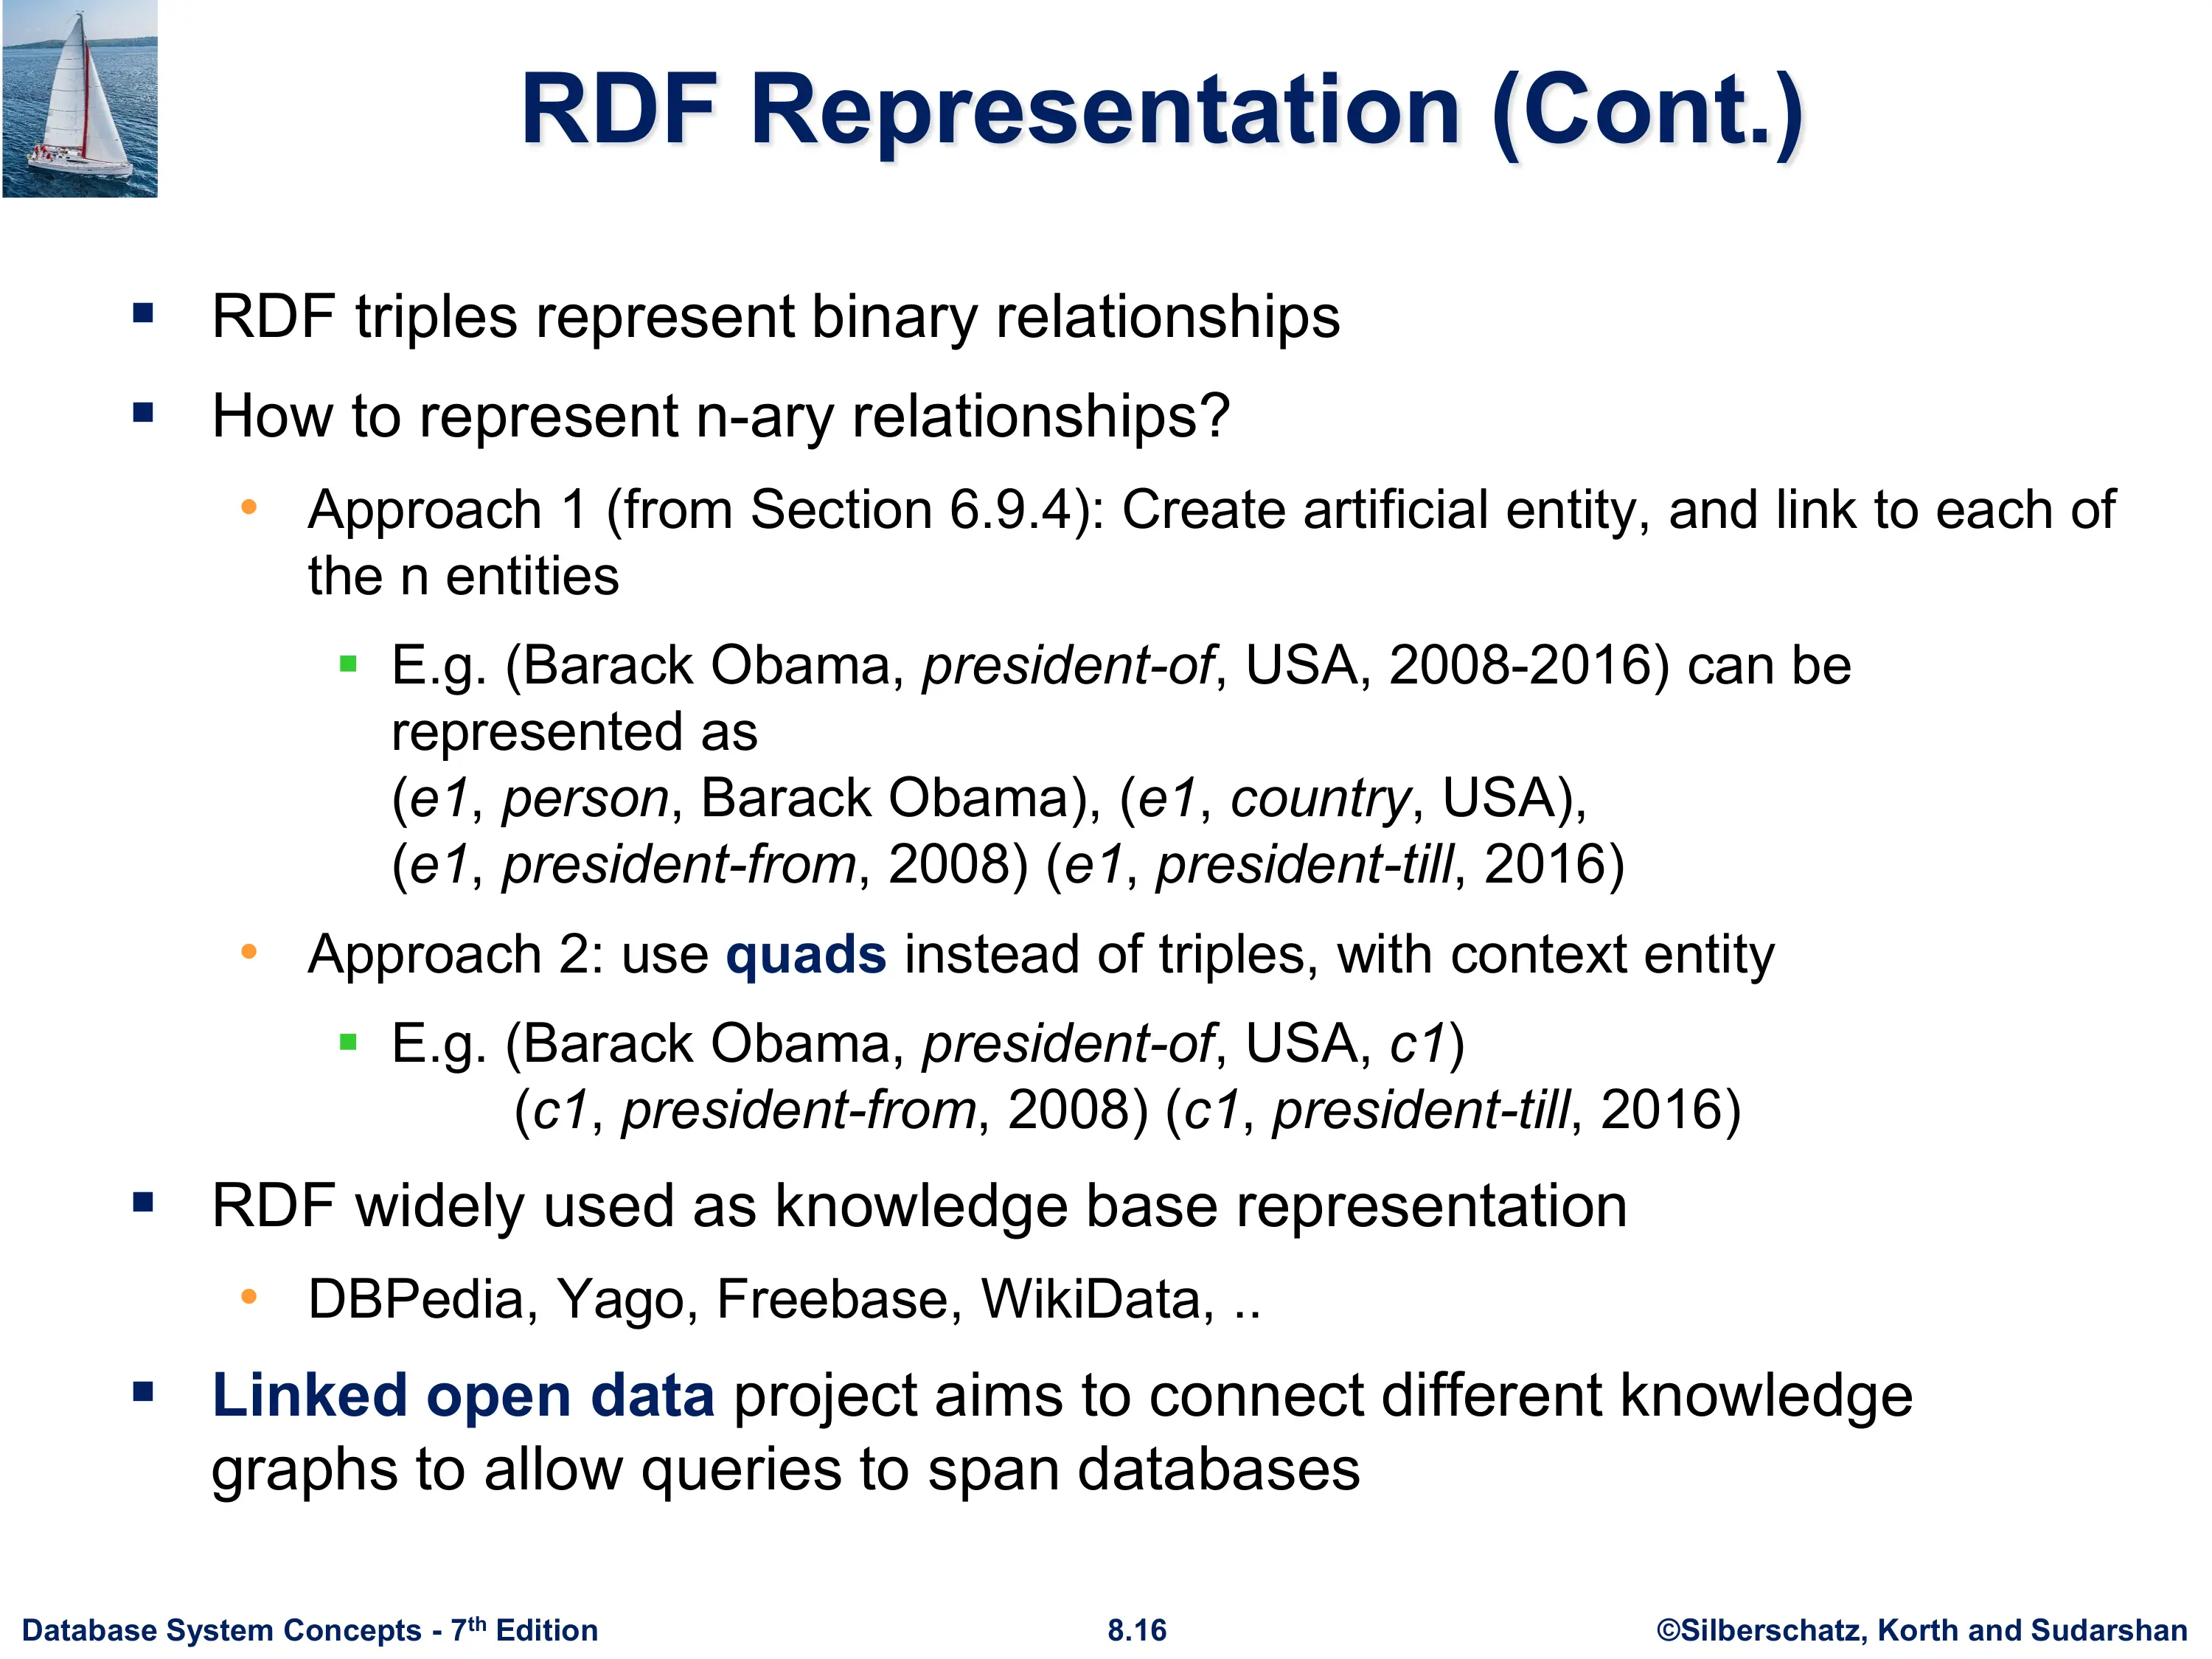 RDF Representation (Cont.)
▪ RDF triples represent binary relationships
▪ How to represent n-ary relationships?
• Approach 1 (from Section 6.9.4): Create artificial entity, and link to each of
the n entities
▪ E.g. (Barack Obama, president-of, USA, 2008-2016) can be
represented as
(e1, person, Barack Obama), (e1, country, USA),
(e1, president-from, 2008) (e1, president-till, 2016)
• Approach 2: use quads instead of triples, with context entity
▪ E.g. (Barack Obama, president-of, USA, c1)
(c1, president-from, 2008) (c1, president-till, 2016)
▪ RDF widely used as knowledge base representation
• DBPedia, Yago, Freebase, WikiData, ..
▪ Linked open data project aims to connect different knowledge
graphs to allow queries to span databases
Database System Concepts - 7th Edition 8.16 ©Silberschatz, Korth and Sudarshan